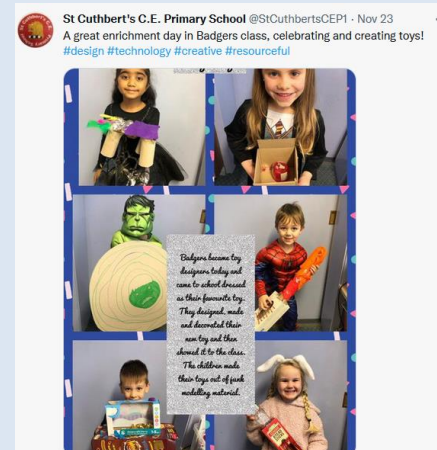 St Cuthbert's C.E. Primary School @StCuthbertsCEP1 · Nov 23
A great enrichment day in Badgers class, celebrating and creating toys!
#design #technology #creative #resourceful
Badgers became toy
designers today and
came to school dressed
as their favourite toy.
They designed, made
and decorated their
new toy and then
showed it to the class.
The children made
their toys out of junk
modelling material.